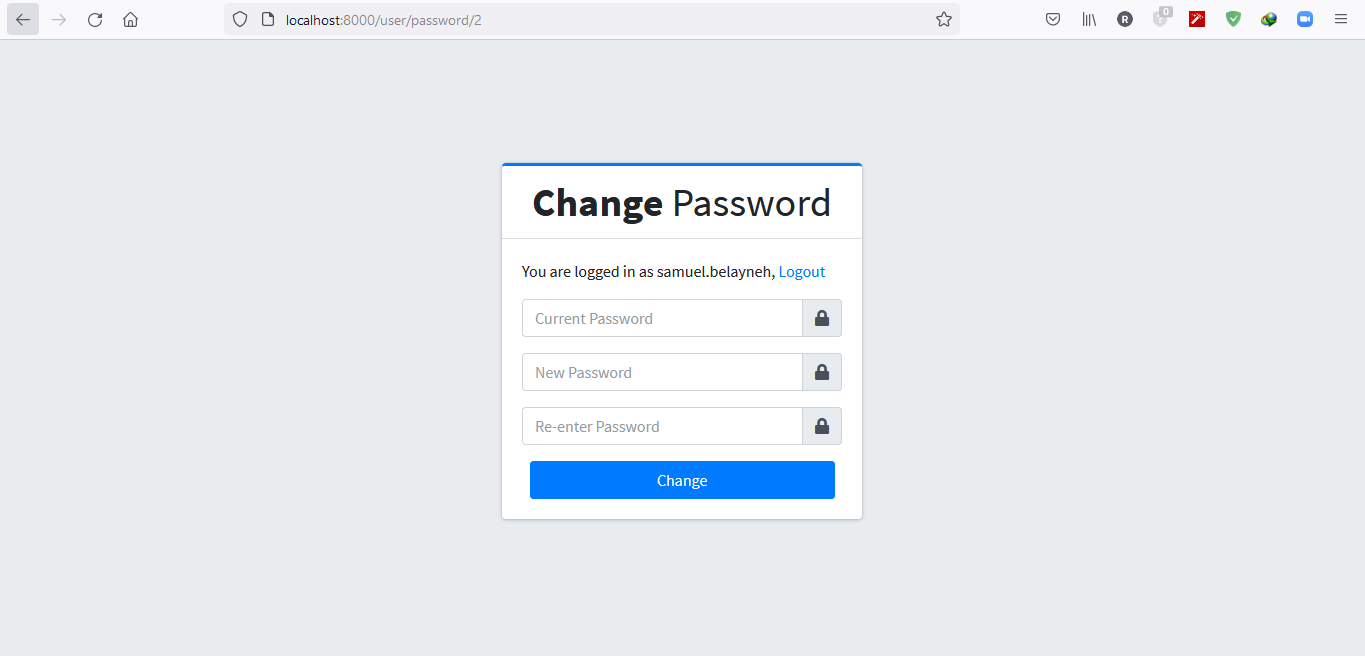 localhost:8000/user/password/2
R
0
Change Password
You are logged in as samuel.belayneh, Logout
Current Password
New Password
Re-enter Password
Change